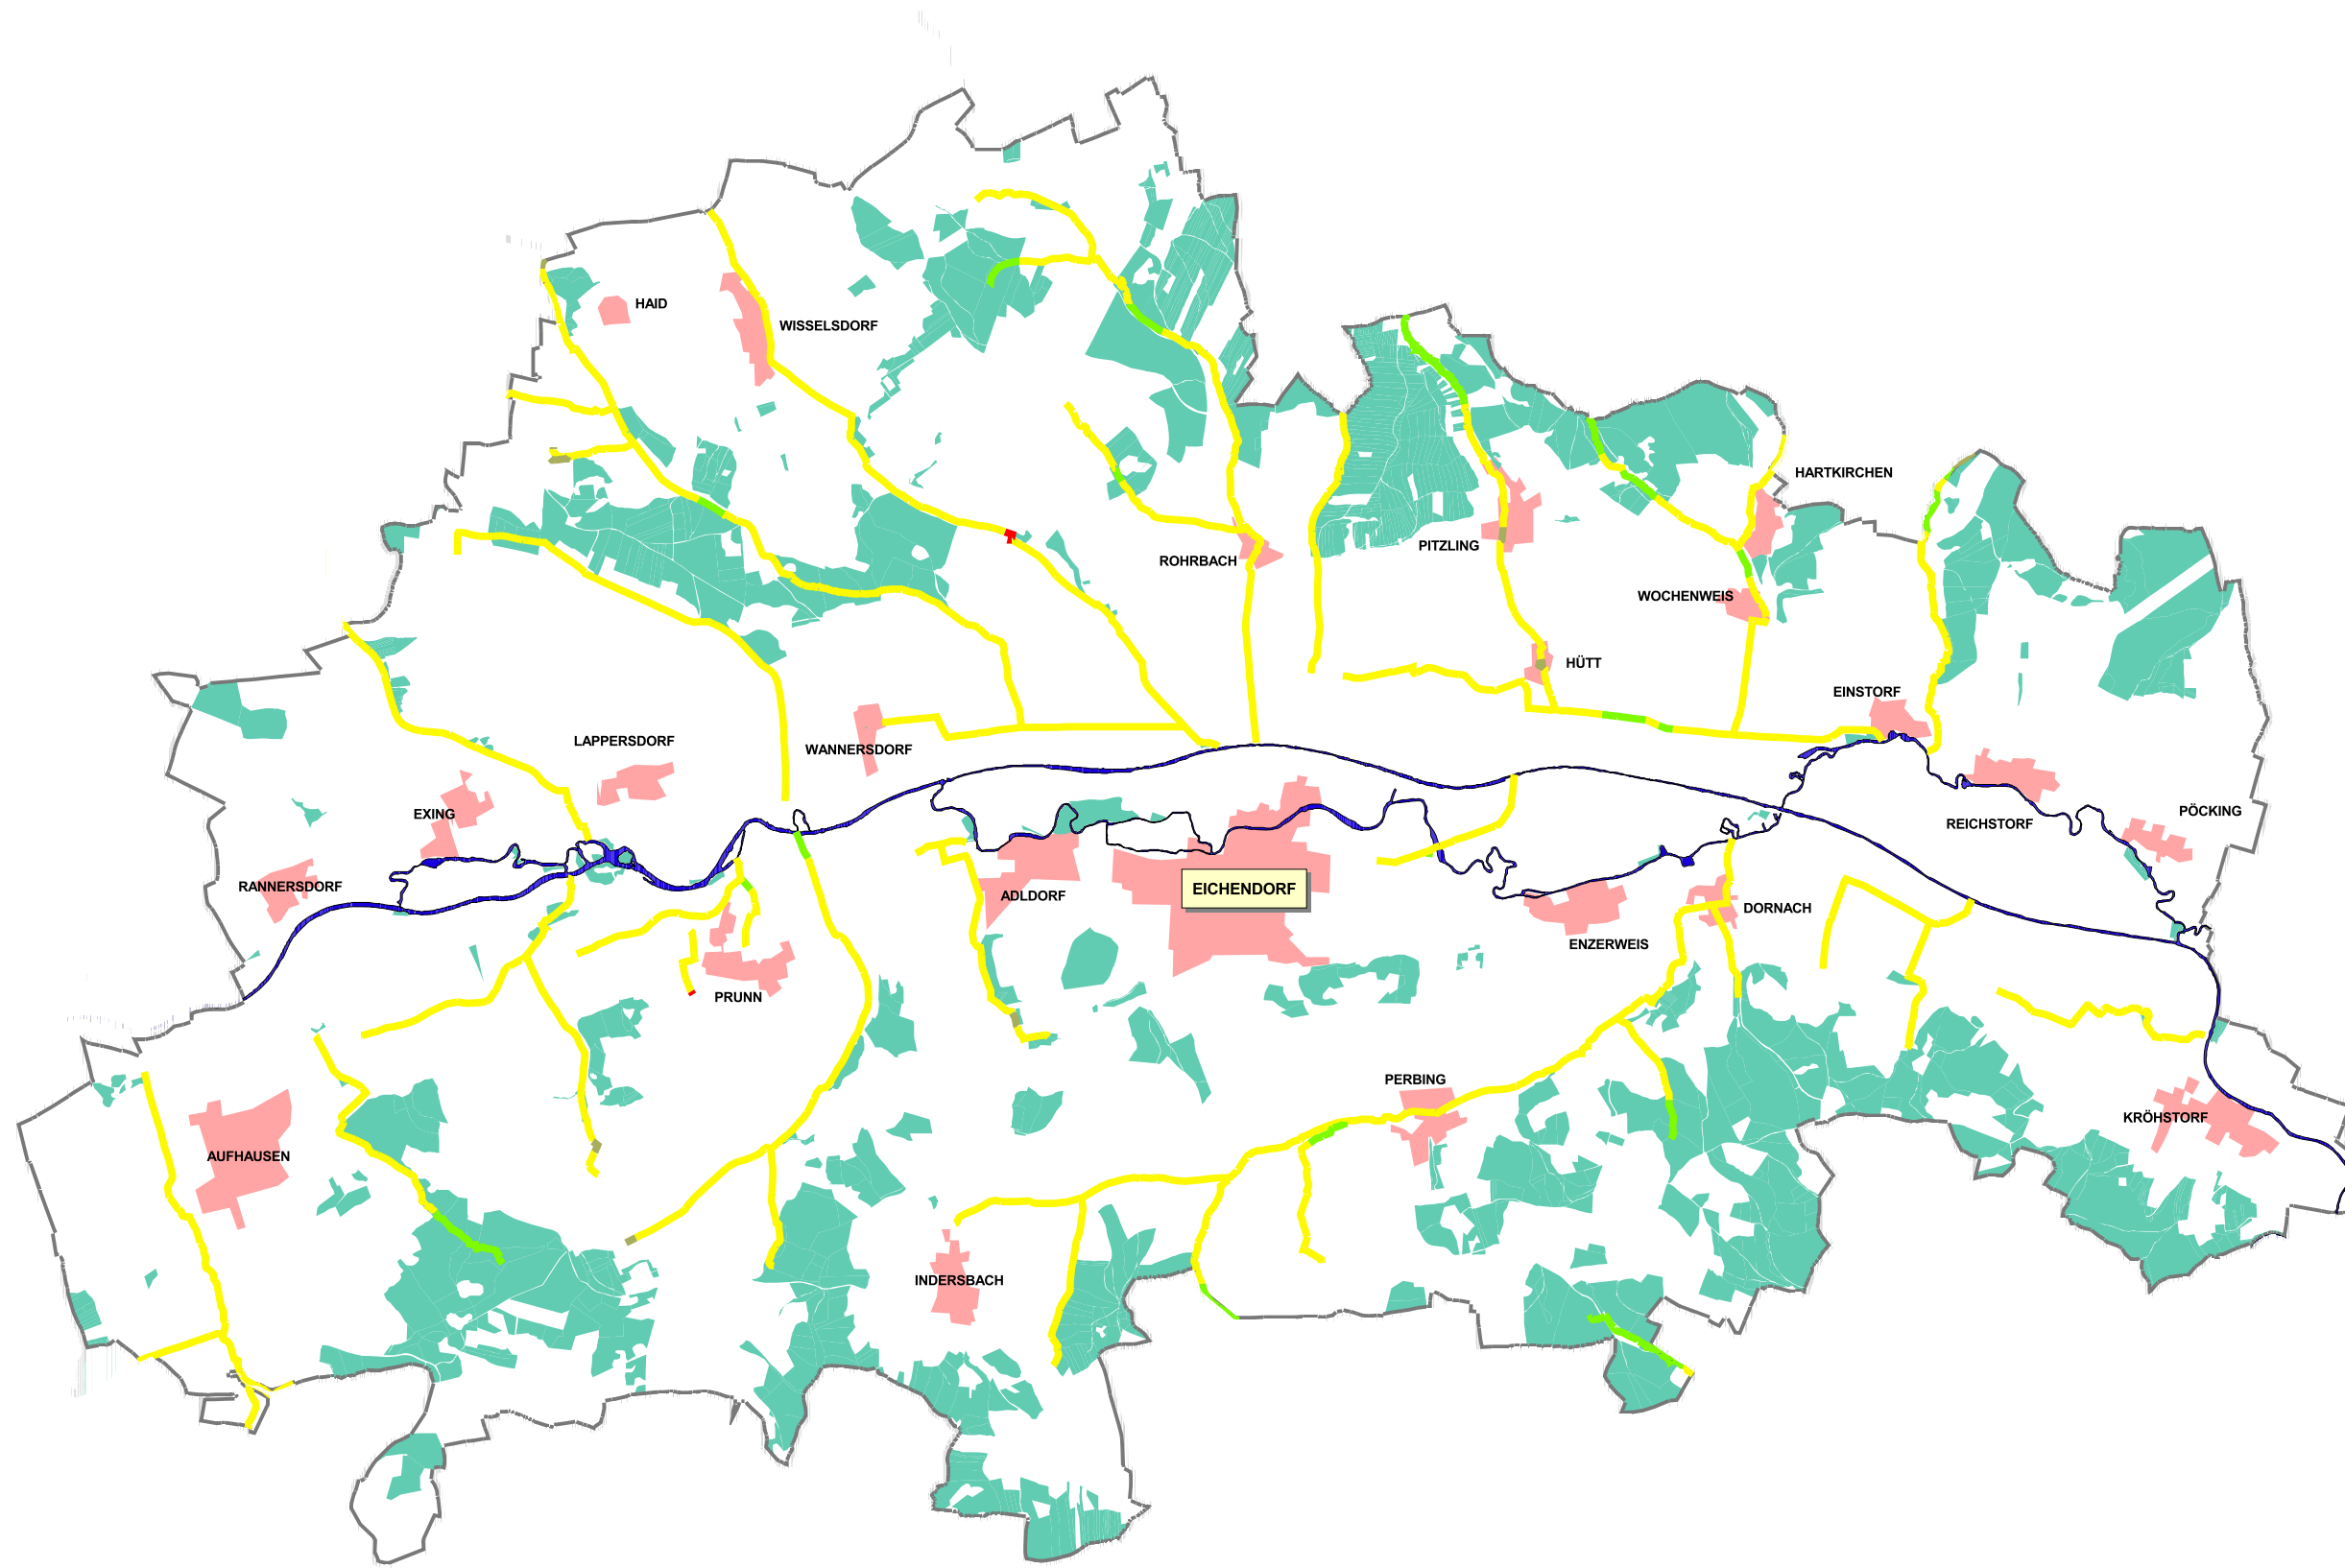 HAID
WISSELSDORF
HARTKIRCHEN
PITZLING
ROHRBACH
WOCHENWEIS
HÜTT
EINSTORF
LAPPERSDORF
WANNERSDORF
EXING
PÖCKING
REICHSTORF
RANNERSDORF
EICHENDORF
ADLDORF
DORNACH
ENZERWEIS
PRUNN
PERBING
KRÖHSTORF
AUFHAUSEN
INDERSBACH